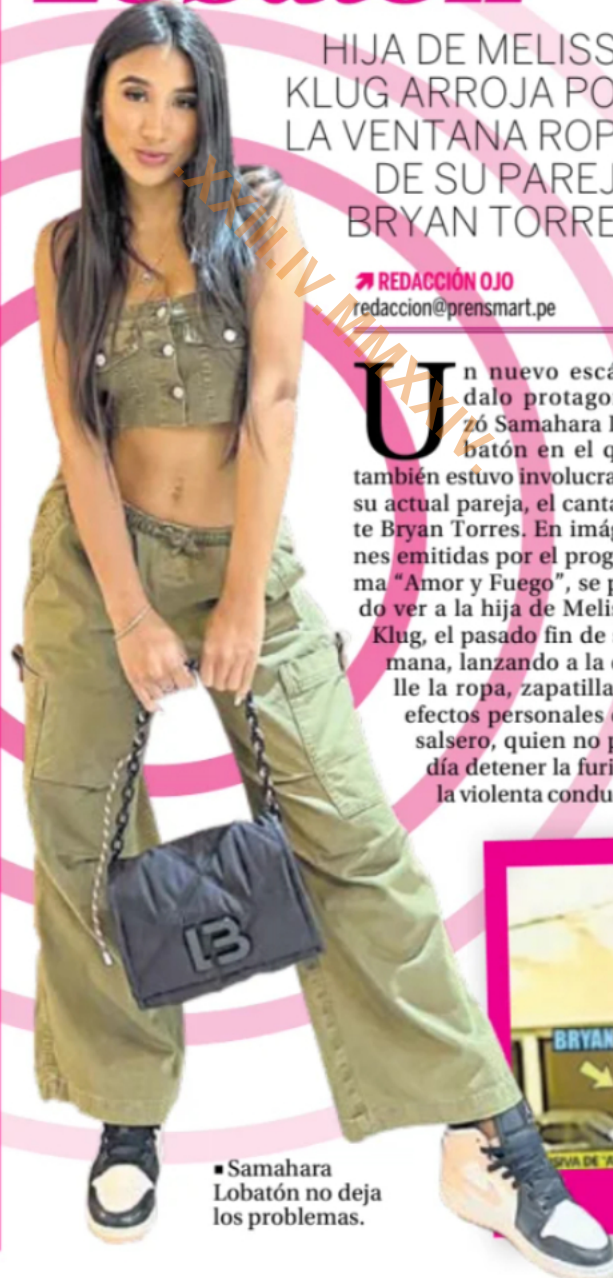 HIJA DE MELISS
KLUG ARROJA PO
LA VENTANA ROP
DE SU PAREJ
BRYAN TORRE
REDACCIÓN OJO
redaccion@prensmart.pe
Un nuevo escá
dalo protago
zó Samahara
batón en el q
también estuvo involucra
su actual pareja, el canta
te Bryan Torres. En imág
nes emitidas por el progr
ma “Amor y Fuego”, se p
do ver a la hija de Melis
Klug, el pasado fin de
mana, lanzando a la
lle la ropa, zapatilla
efectos personales
salsero, quien no p
día detener la furi
la violenta condu
.XXIII.IV.MMXXIV.
LB
BRYAN
SIVA DE "A
▪ Samahara
Lobatón no deja
los problemas.